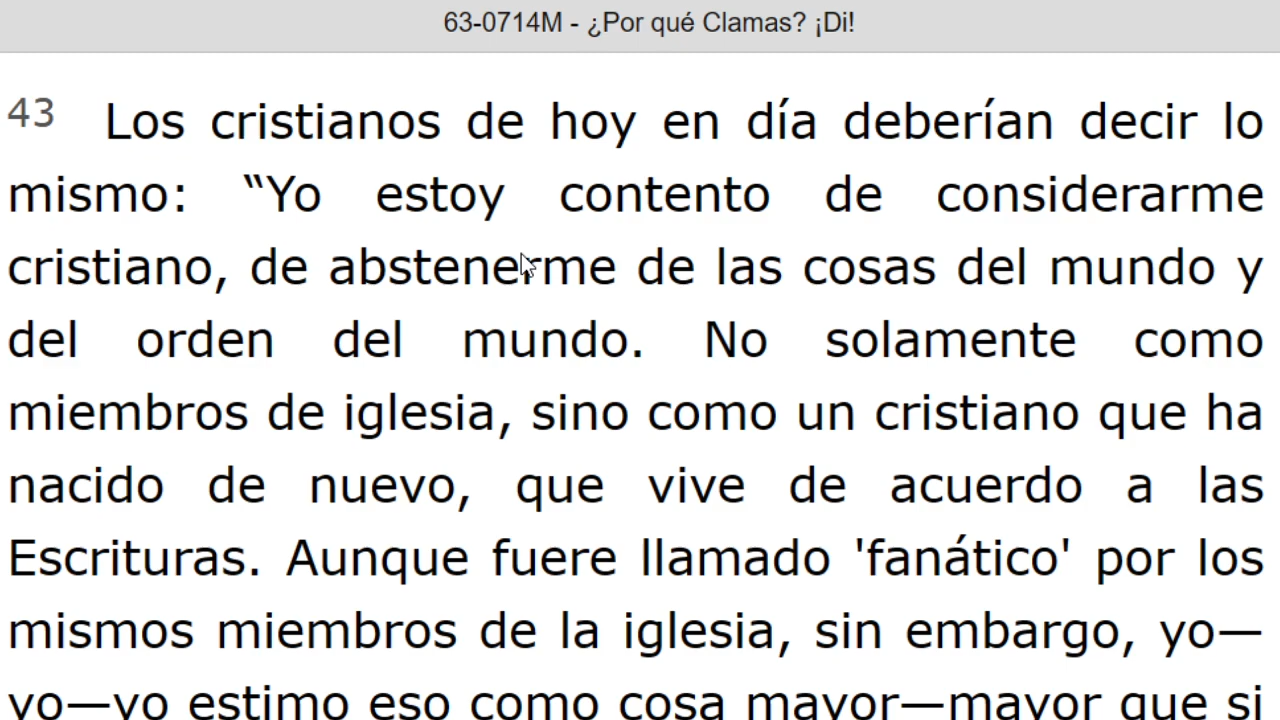 63-0714M - ¿Por qué Clamas? ¡Di!
43 Los cristianos de hoy en día deberían decir lo
mismo: “Yo estoy contento de considerarme
cristiano, de abstenerme de las cosas del mundo y
del orden del mundo. No solamente como
miembros de iglesia, sino como un cristiano que ha
nacido de nuevo, que vive de acuerdo a las
Escrituras. Aunque fuere llamado 'fanático' por los
mismos miembros de la iglesia, sin embargo, yo—
yo—yo estimo eso como cosa mayor—mayor que si